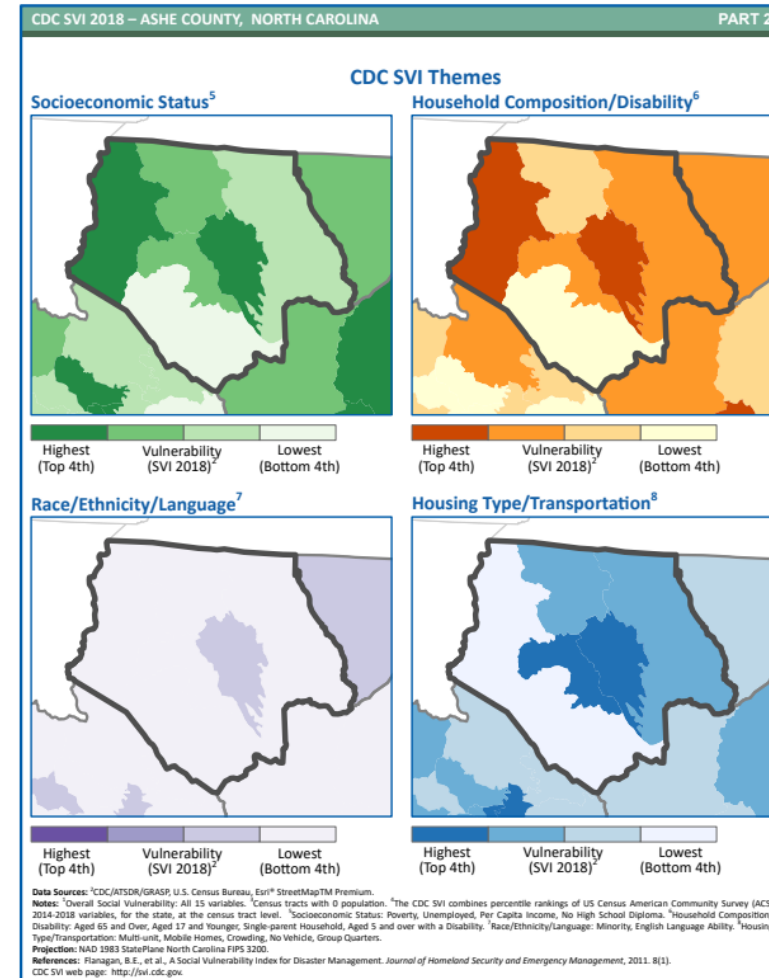 CDC SVI 2018 – ASHE COUNTY, NORTH CAROLINA PART 2
CDC SVI Themes
Socioeconomic Status⁵ Household Composition/Disability⁶
Highest (Top 4th) Vulnerability (SVI 2018)² Lowest (Bottom 4th)
Highest (Top 4th) Vulnerability (SVI 2018)² Lowest (Bottom 4th)
Race/Ethnicity/Language⁷ Housing Type/Transportation⁸
Highest (Top 4th) Vulnerability (SVI 2018)² Lowest (Bottom 4th)
Highest (Top 4th) Vulnerability (SVI 2018)² Lowest (Bottom 4th)
Data Sources: ²CDC/ATSDR/GRASP, U.S. Census Bureau, Esri® StreetMapTM Premium.
Notes: ¹Overall Social Vulnerability: All 15 variables. ³Census tracts with 0 population. ⁴The CDC SVI combines percentile rankings of US Census American Community Survey (ACS
2014-2018 variables, for the state, at the census tract level. ⁵Socioeconomic Status: Poverty, Unemployed, Per Capita Income, No High School Diploma. ⁶Household Composition
Disability: Aged 65 and Over, Aged 17 and Younger, Single-parent Household, Aged 5 and over with a Disability. ⁷Race/Ethnicity/Language: Minority, English Language Ability. ⁸Housing
Type/Transportation: Multi-unit, Mobile Homes, Crowding, No Vehicle, Group Quarters.
Projection: NAD 1983 StatePlane North Carolina FIPS 3200.
References: Flanagan, B.E., et al., A Social Vulnerability Index for Disaster Management. Journal of Homeland Security and Emergency Management, 2011. 8(1).
CDC SVI web page: http://svi.cdc.gov.